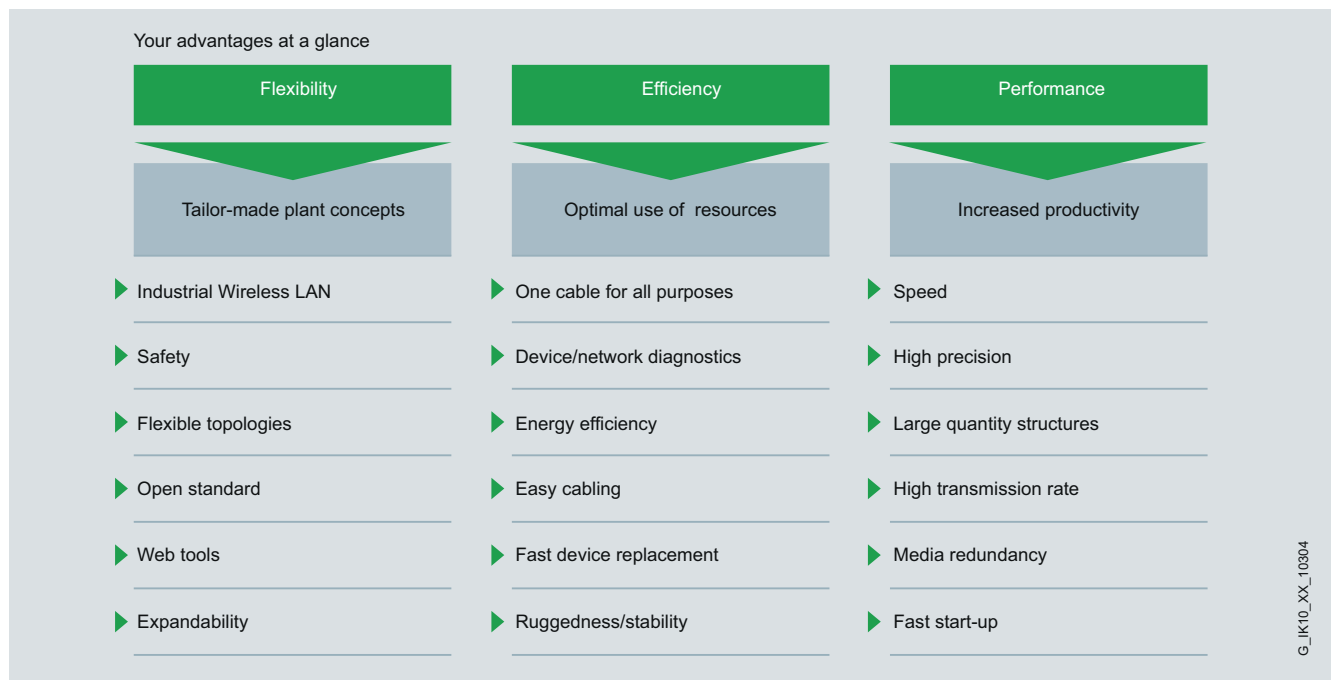 Your advantages at a glance
Flexibility
Efficiency
Performance
Tailor-made plant concepts
Optimal use of resources
Increased productivity
Industrial Wireless LAN
One cable for all purposes
Speed
Safety
Device/network diagnostics
High precision
Flexible topologies
Energy efficiency
Large quantity structures
Open standard
Easy cabling
High transmission rate
Web tools
Fast device replacement
Media redundancy
Expandability
Ruggedness/stability
Fast start-up
G_IK10_XX_10304